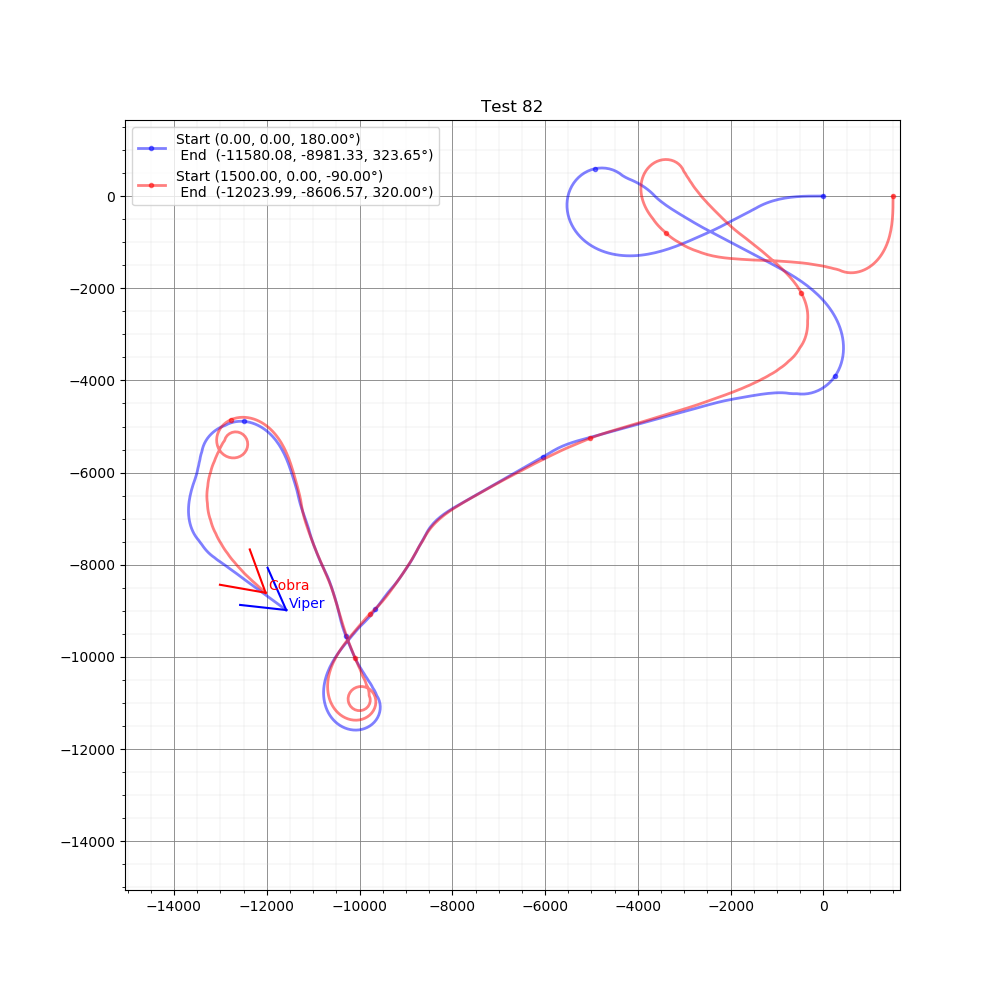 Test 82
Start (0.00, 0.00, 180.00°)
End  (-11580.08, -8981.33, 323.65°)
Start (1500.00, 0.00, -90.00°)
End  (-12023.99, -8606.57, 320.00°)
0
−2000
−4000
−6000
−8000
−10000
−12000
−14000
Cobra
Viper
−14000 −12000 −10000 −8000 −6000 −4000 −2000 0